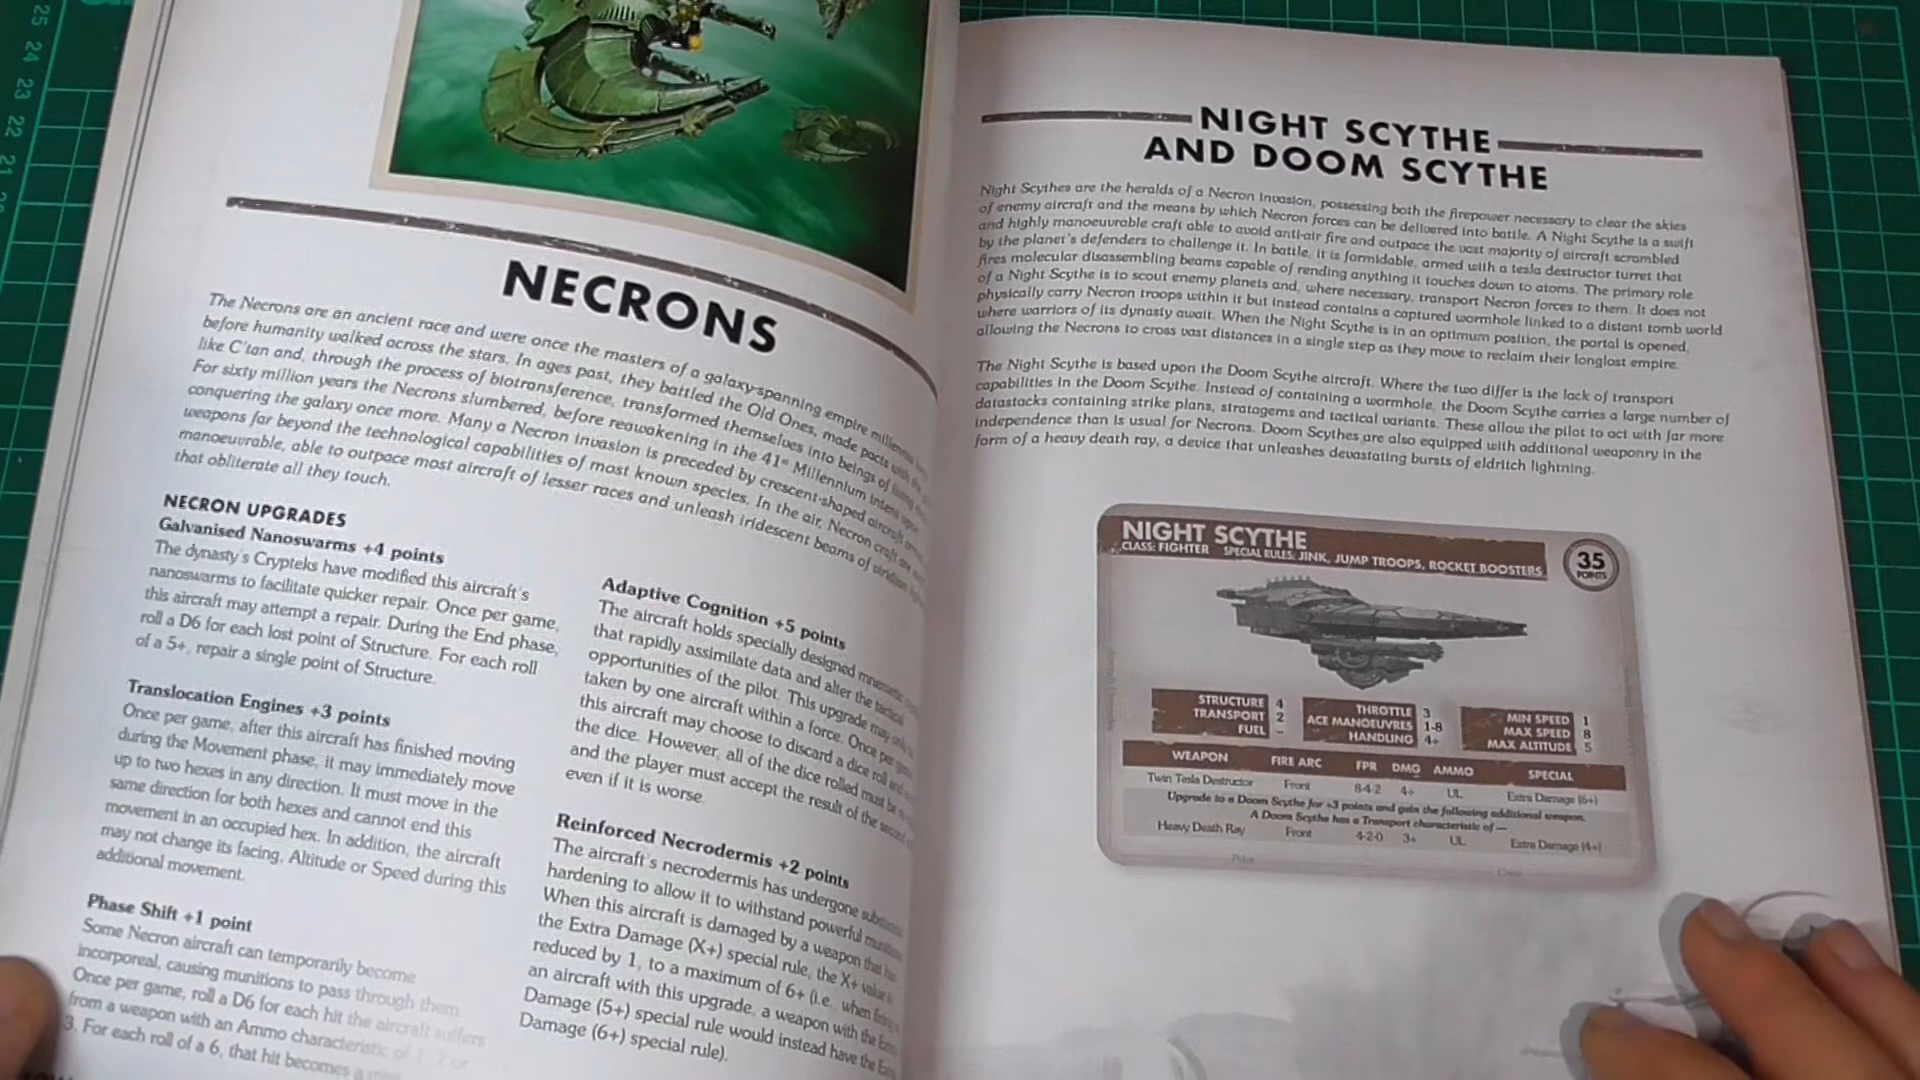 NECRONS
The Necrons are an ancient race and were once the masters of a galaxy-spanning empire
before humanity walked across the stars. In ages past, they battled the Old Ones, made pacts
like C'tan and, through the process of biotransference, transformed themselves into beings of
For sixty million years the Necrons slumbered, before reawakening in the 41st Millennium intent
conquering the galaxy once more. Many a Necron invasion is preceded by crescent-shaped aircraft
weapons far beyond the technological capabilities of most known species. In the air, Necron craft are
manoeuvrable, able to outpace most aircraft of lesser races and unleash iridescent beams of
that obliterate all they touch.
NECRON UPGRADES
Galvanised Nanoswarms +4 points
The dynasty's Crypteks have modified this aircraft's
nanoswarms to facilitate quicker repair. Once per game,
this aircraft may attempt a repair. During the End phase,
roll a D6 for each lost point of Structure. For each roll
of a 5+, repair a single point of Structure.
Translocation Engines +3 points
Once per game, after this aircraft has finished moving
during the Movement phase, it may immediately move
up to two hexes in any direction. It must move in the
same direction for both hexes and cannot end this
movement in an occupied hex. In addition, the aircraft
may not change its facing, Altitude or Speed during this
additional movement.
Phase Shift +1 point
Some Necron aircraft can temporarily become
incorporeal, causing munitions to pass through them.
Once per game, roll a D6 for each hit the aircraft suffers
from a weapon with an Ammo characteristic of 1, 2 or
3. For each roll of a 6, that hit becomes a
Adaptive Cognition +5 points
The aircraft holds specially designed mnemetic
that rapidly assimilate data and alter the tactical
opportunities of the pilot. This upgrade may only
taken by one aircraft within a force. Once per game
this aircraft may choose to discard a dice roll and
the dice. However, all of the dice rolled must be
and the player must accept the result of the second
even if it is worse.
Reinforced Necrodermis +2 points
The aircraft's necrodermis has undergone
hardening to allow it to withstand powerful
When this aircraft is damaged by a weapon that has
the Extra Damage (X+) special rule, the X+ value is
reduced by 1, to a maximum of 6+ (i.e. when firing
an aircraft with this upgrade, a weapon with the Extra
Damage (5+) special rule would instead have the Extra
Damage (6+) special rule).
NIGHT SCYTHE
AND DOOM SCYTHE
Night Scythes are the heralds of a Necron invasion, possessing both the firepower necessary to clear the skies
of enemy aircraft and the means by which Necron forces can be delivered into battle. A Night Scythe is a swift
and highly manoeuvrable craft able to avoid anti-air fire and outpace the vast majority of aircraft scrambled
by the planet's defenders to challenge it. In battle, it is formidable, armed with a tesla destructor turret that
fires molecular disassembling beams capable of rending anything it touches down to atoms. The primary role
of a Night Scythe is to scout enemy planets and, where necessary, transport Necron forces to them. It does not
physically carry Necron troops within it but instead contains a captured wormhole linked to a distant tomb world
where warriors of its dynasty await. When the Night Scythe is in an optimum position, the portal is opened,
allowing the Necrons to cross vast distances in a single step as they move to reclaim their longlost empire.
The Night Scythe is based upon the Doom Scythe aircraft. Where the two differ is the lack of transport
capabilities in the Doom Scythe. Instead of containing a wormhole, the Doom Scythe carries a large number of
datastacks containing strike plans, stratagems and tactical variants. These allow the pilot to act with far more
independence than is usual for Necrons. Doom Scythes are also equipped with additional weaponry in the
form of a heavy death ray, a device that unleashes devastating bursts of eldritch lightning.
NIGHT SCYTHE
CLASS: FIGHTER SPECIAL RULES: JINK, JUMP TROOPS, ROCKET BOOSTERS
35
POINTS
STRUCTURE 4 THROTTLE 3 MIN SPEED 1
TRANSPORT 2 ACE MANOEUVRES 1-8 MAX SPEED 8
FUEL - HANDLING 4+ MAX ALTITUDE 5
WEAPON FIRE ARC FPR DMG AMMO SPECIAL
Twin Tesla Destructor Front 8-4-2 4+ UL Extra Damage (6+)
Upgrade to a Doom Scythe for +3 points and gain the following additional weapon.
A Doom Scythe has a Transport characteristic of —
Heavy Death Ray Front 4-2-0 3+ UL Extra Damage (4+)
25
24
23
22
21